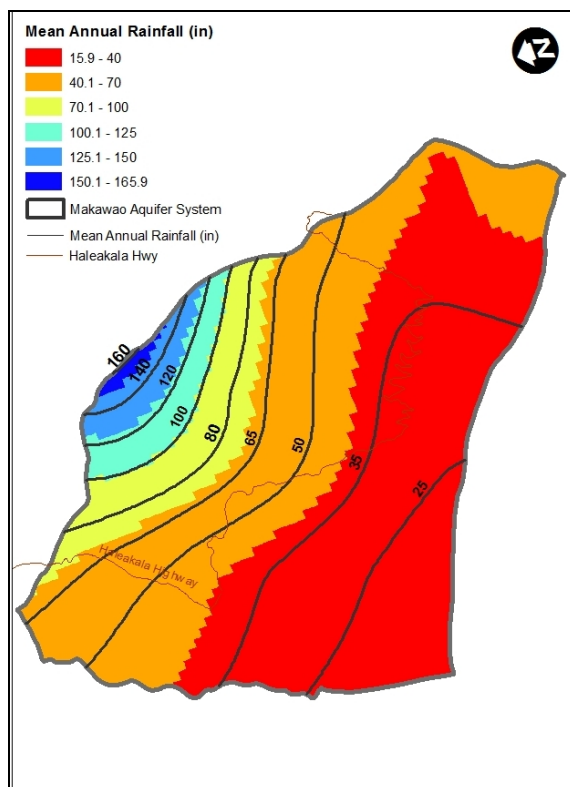 Mean Annual Rainfall (in)
15.9 - 40
40.1 - 70
70.1 - 100
100.1 - 125
125.1 - 150
150.1 - 165.9
Makawao Aquifer System
Mean Annual Rainfall (in)
Haleakala Hwy
N
160
140
120
100
80
65
50
35
25
Haleakala Highway